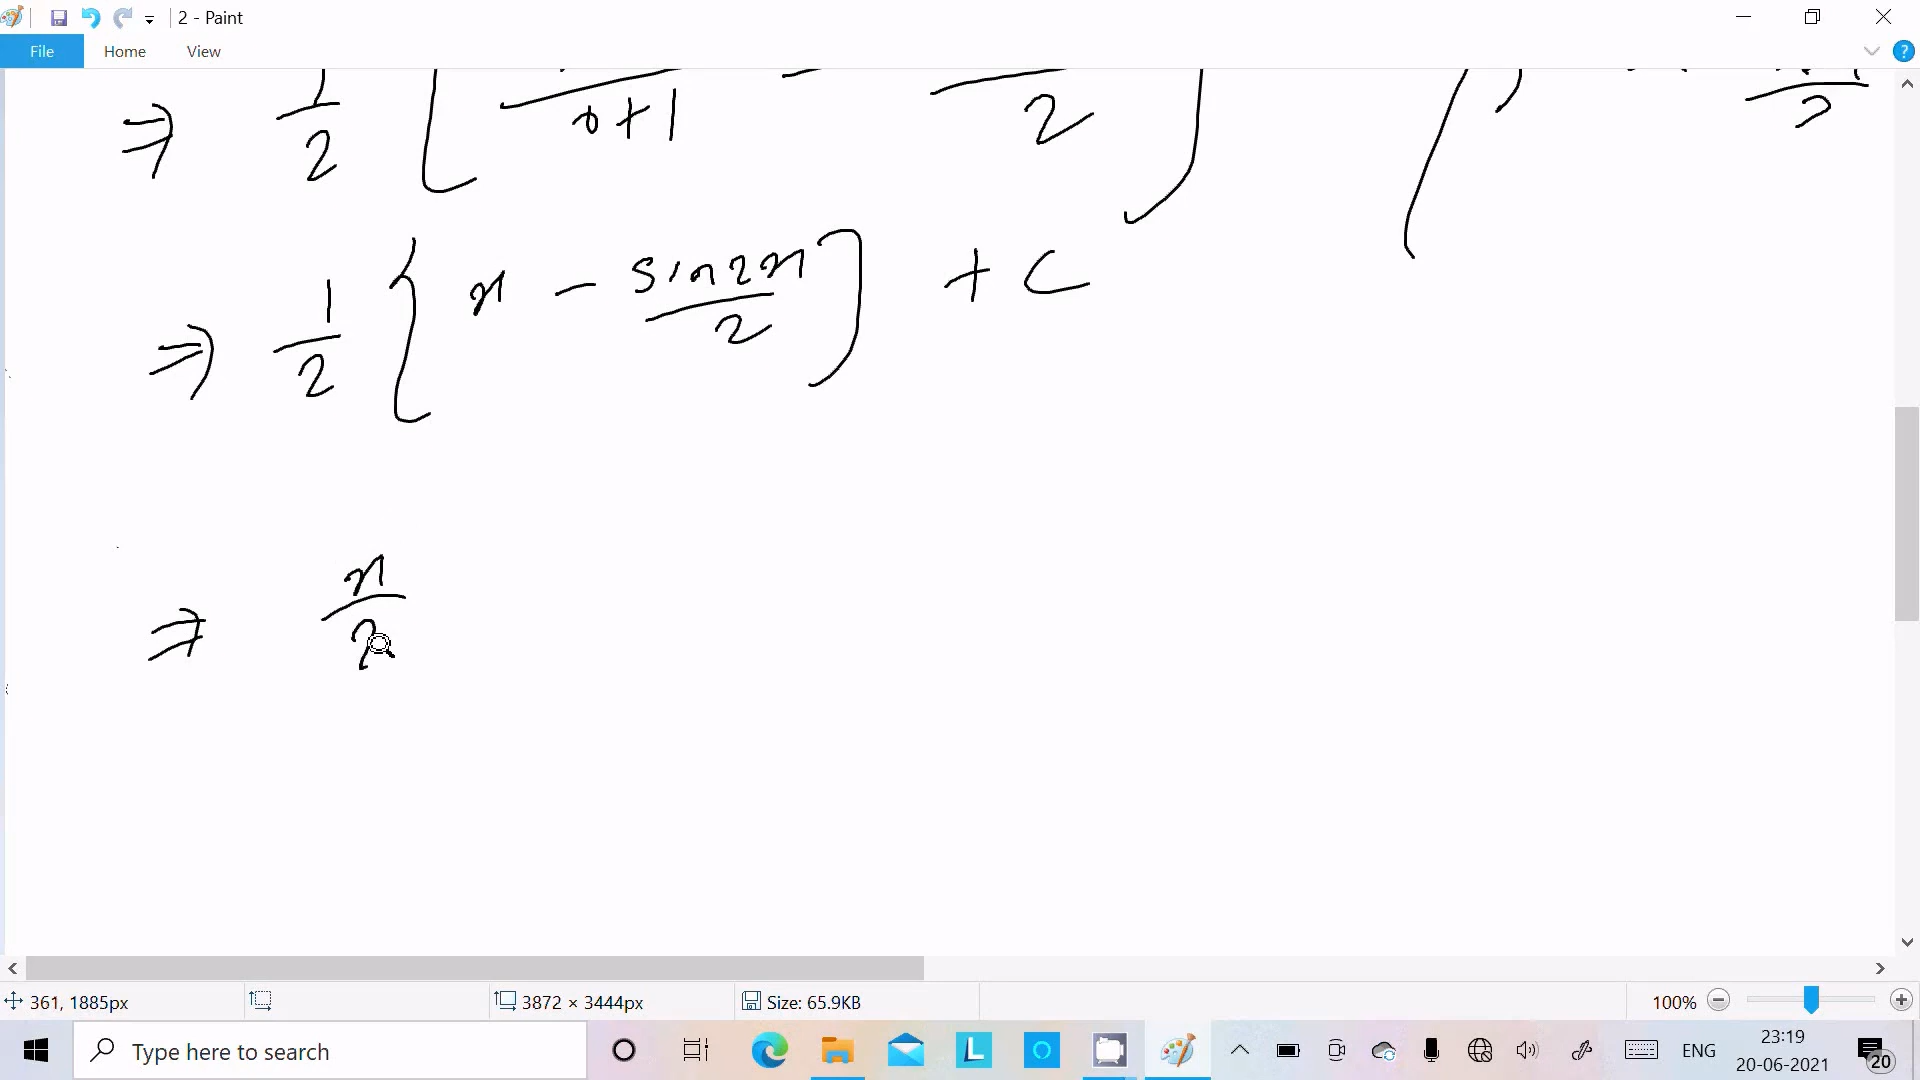 2 - Paint
File Home View
⇒ 1/2 [ /n+1 - /2 ]
⇒ 1/2 { x - sin2x/2 } + C
⇒ x/2
361, 1885px 3872 × 3444px Size: 65.9KB 100%
Type here to search ENG 23:19
20-06-2021 20